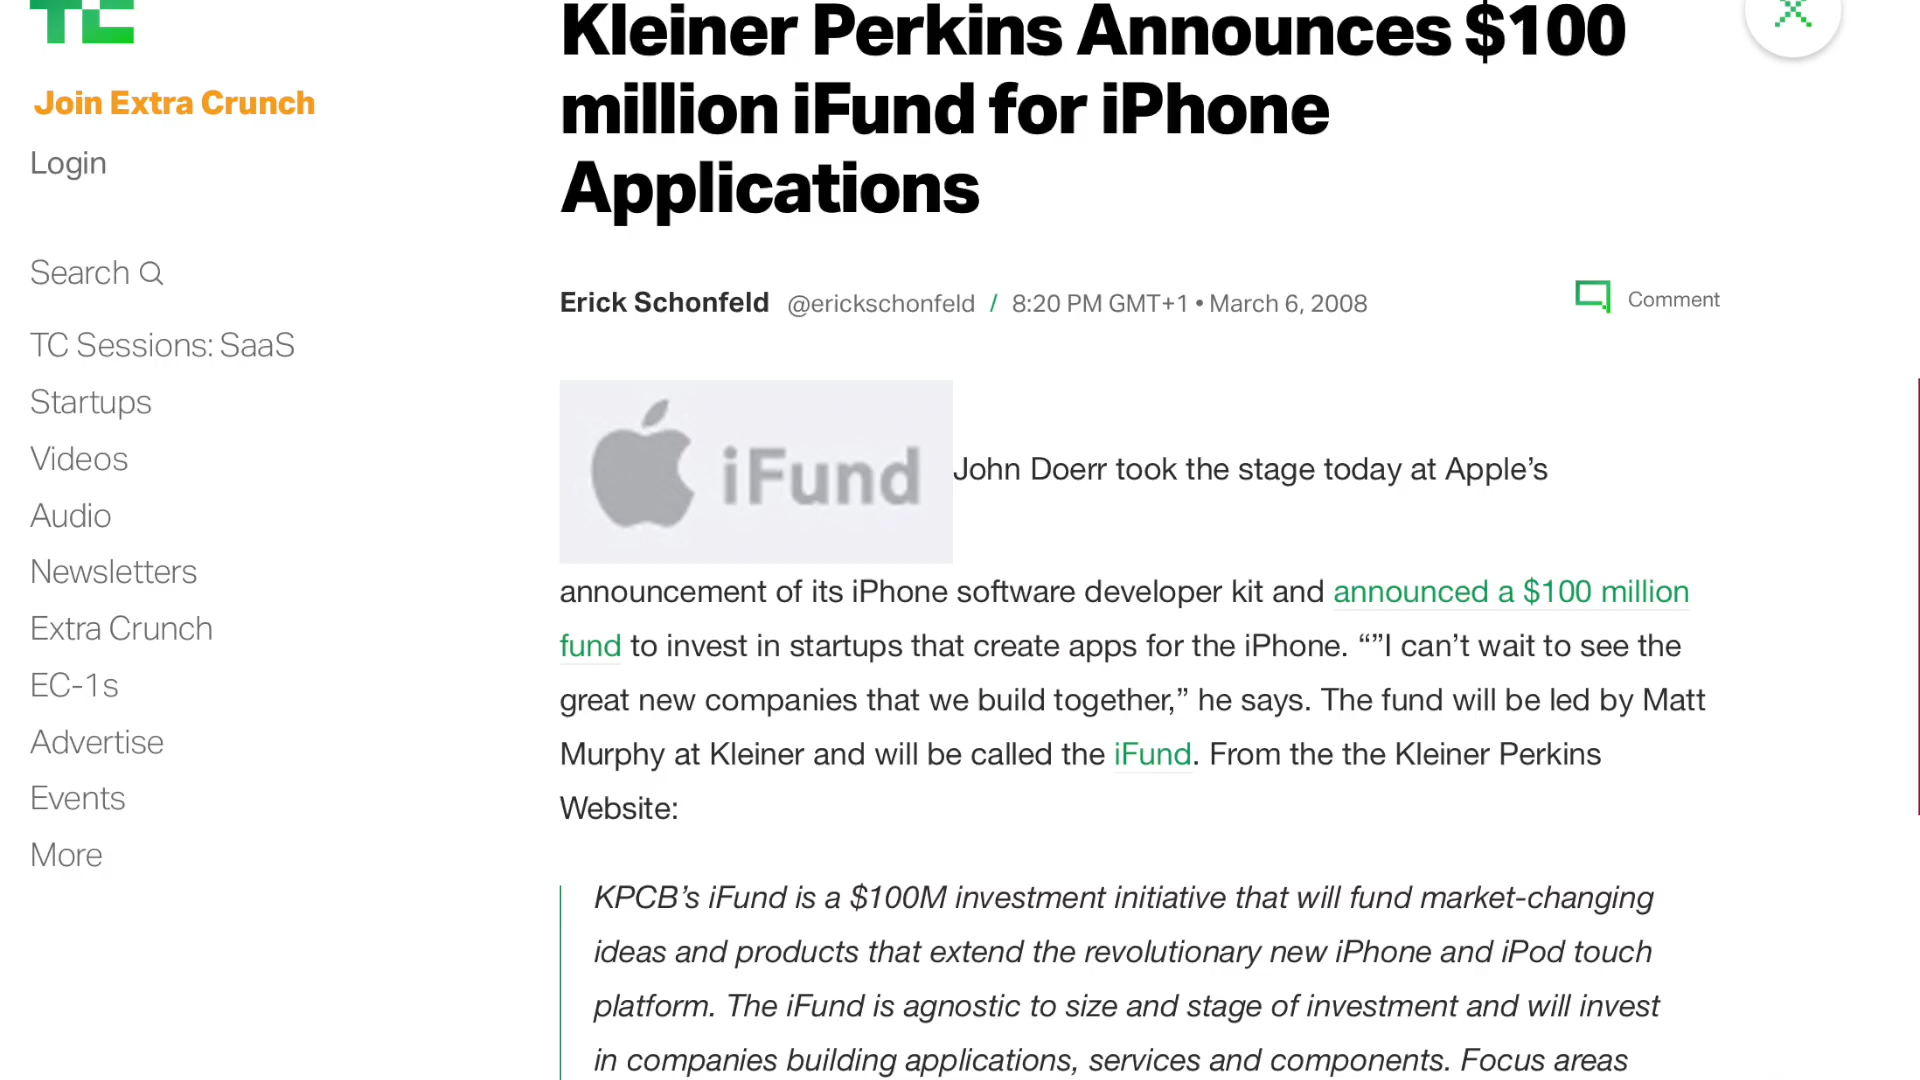 TC
Join Extra Crunch
Login
Search
TC Sessions: SaaS
Startups
Videos
Audio
Newsletters
Extra Crunch
EC-1s
Advertise
Events
More
Kleiner Perkins Announces $100
million iFund for iPhone
Applications
Erick Schonfeld @erickschonfeld / 8:20 PM GMT+1 • March 6, 2008
Comment
iFund
John Doerr took the stage today at Apple’s
announcement of its iPhone software developer kit and announced a $100 million
fund to invest in startups that create apps for the iPhone. “”I can’t wait to see the
great new companies that we build together,” he says. The fund will be led by Matt
Murphy at Kleiner and will be called the iFund. From the the Kleiner Perkins
Website:
KPCB’s iFund is a $100M investment initiative that will fund market-changing
ideas and products that extend the revolutionary new iPhone and iPod touch
platform. The iFund is agnostic to size and stage of investment and will invest
in companies building applications, services and components. Focus areas